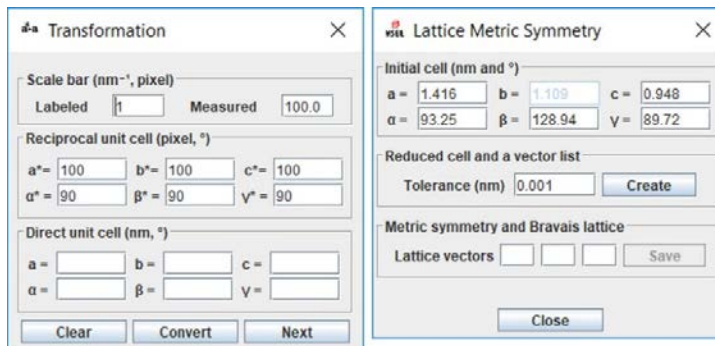 Transformation
Scale bar (nm⁻¹, pixel)
Labeled 1 Measured 100.0
Reciprocal unit cell (pixel, °)
a*= 100 b*= 100 c*= 100
α*= 90 β*= 90 γ*= 90
Direct unit cell (nm, °)
a = b = c =
α = β = γ =
Clear Convert Next
Lattice Metric Symmetry
Initial cell (nm and °)
a = 1.416 b = 1.109 c = 0.948
α = 93.25 β = 128.94 γ = 89.72
Reduced cell and a vector list
Tolerance (nm) 0.001 Create
Metric symmetry and Bravais lattice
Lattice vectors Save
Close